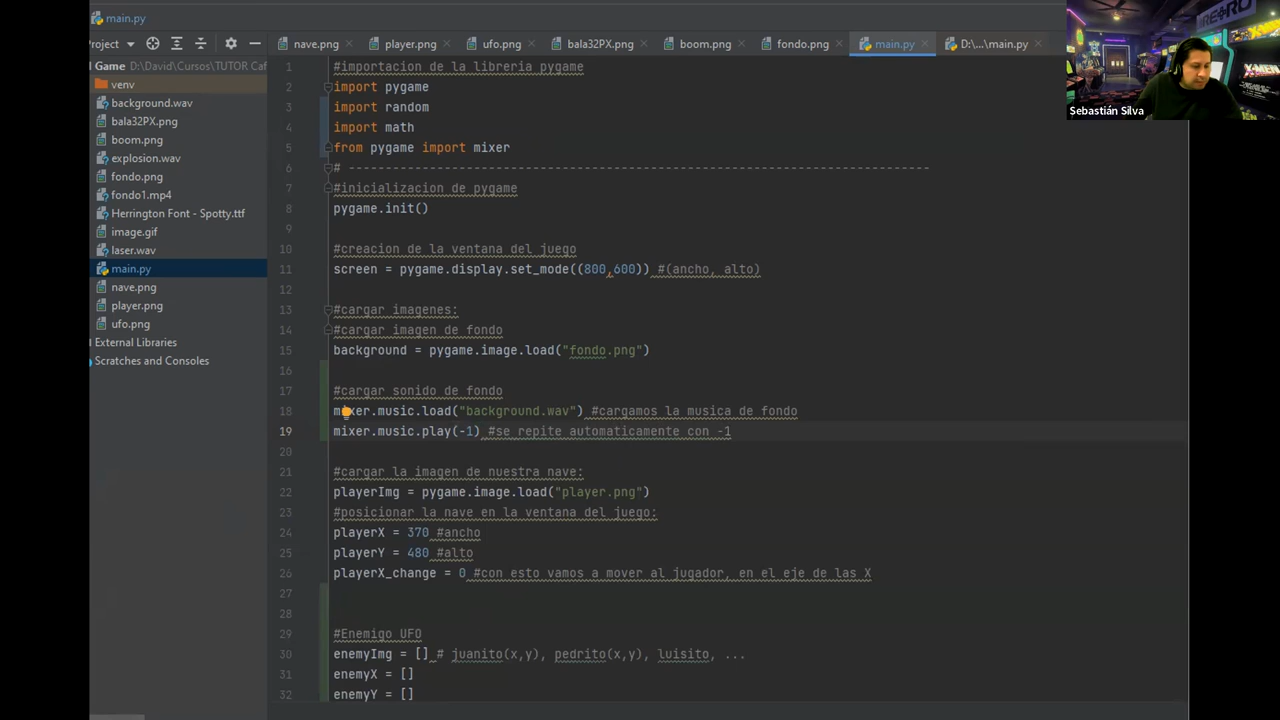 main.py
Project
nave.png
player.png
ufo.png
bala32PX.png
boom.png
fondo.png
main.py
D:\...\main.py
Game D:\David\Cursos\TUTOR Caf
venv
background.wav
bala32PX.png
boom.png
explosion.wav
fondo.png
fondo1.mp4
Herrington Font - Spotty.ttf
image.gif
laser.wav
main.py
nave.png
player.png
ufo.png
External Libraries
Scratches and Consoles
1 #importacion de la libreria pygame
2 import pygame
3 import random
4 import math
5 from pygame import mixer
6 # -------------------------------------------------------------------------------
7 #inicializacion de pygame
8 pygame.init()
9
10 #creacion de la ventana del juego
11 screen = pygame.display.set_mode((800,600)) #(ancho, alto)
12
13 #cargar imagenes:
14 #cargar imagen de fondo
15 background = pygame.image.load("fondo.png")
16
17 #cargar sonido de fondo
18 mixer.music.load("background.wav") #cargamos la musica de fondo
19 mixer.music.play(-1) #se repite automaticamente con -1
20
21 #cargar la imagen de nuestra nave:
22 playerImg = pygame.image.load("player.png")
23 #posicionar la nave en la ventana del juego:
24 playerX = 370 #ancho
25 playerY = 480 #alto
26 playerX_change = 0 #con esto vamos a mover al jugador, en el eje de las X
27
28
29 #Enemigo UFO
30 enemyImg = [] # juanito(x,y), pedrito(x,y), luisito, ...
31 enemyX = []
32 enemyY = []
RETRO
X-MEN
Sebastián Silva